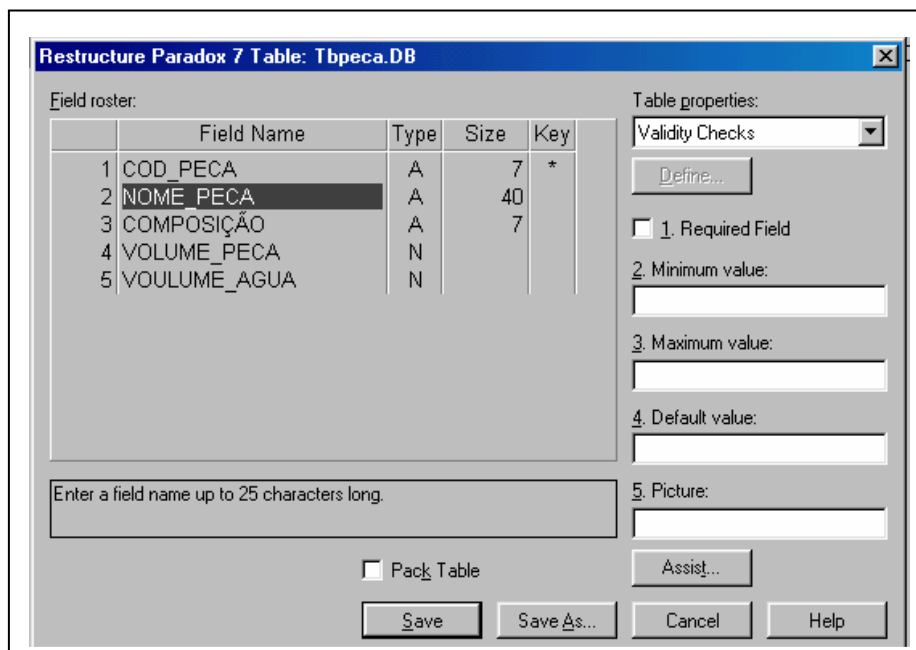 Restructure Paradox 7 Table: Tbpeca.DB
Field roster:
Field Name Type Size Key
1 COD_PECA A 7 *
2 NOME_PECA A 40
3 COMPOSIÇÃO A 7
4 VOLUME_PECA N
5 VOULUME_AGUA N
Enter a field name up to 25 characters long.
Pack Table
Table properties:
Validity Checks
Define...
1. Required Field
2. Minimum value:
3. Maximum value:
4. Default value:
5. Picture:
Assist...
Save Save As... Cancel Help